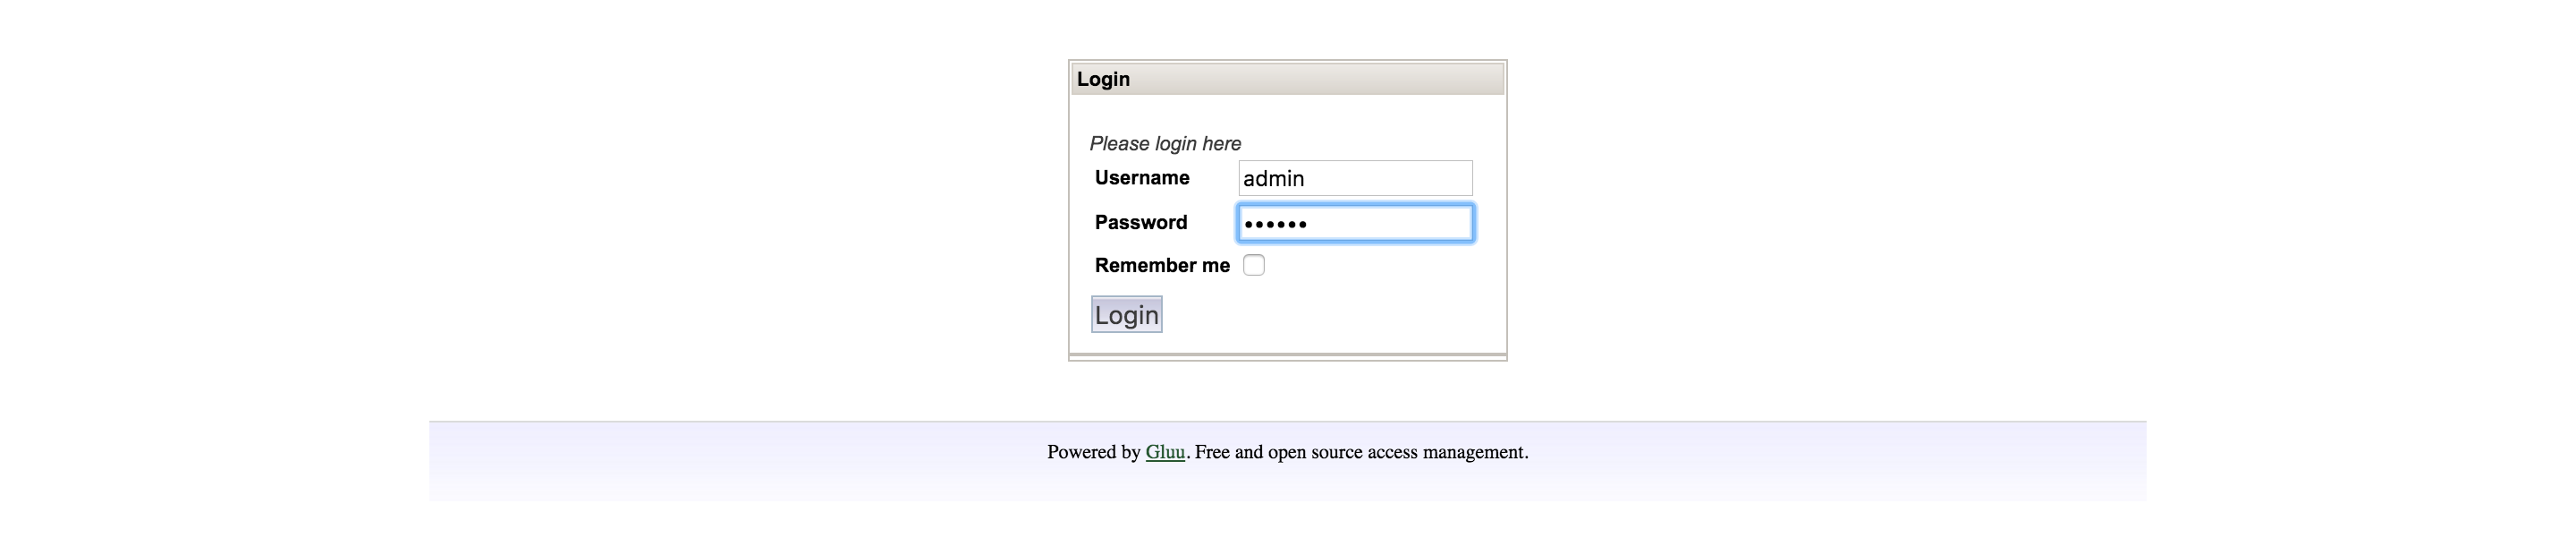 Login
Please login here
Username admin
Password ••••••
Remember me
Login
Powered by Gluu. Free and open source access management.